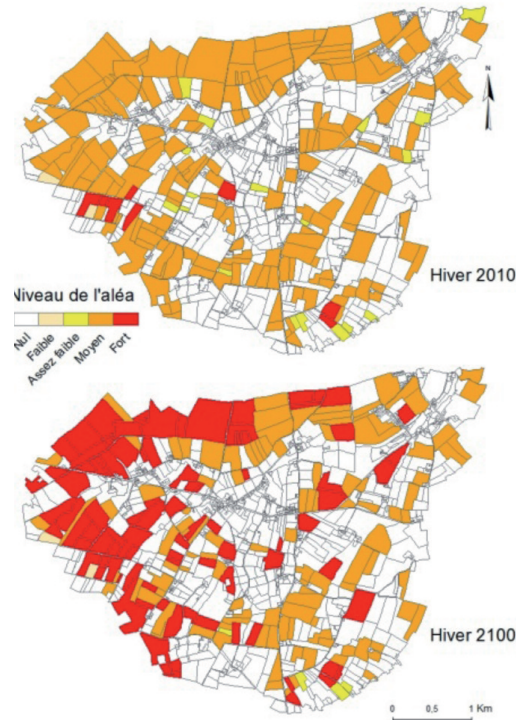 N
Hiver 2010
Niveau de l'aléa
Nul
Faible
Assez faible
Moyen
Fort
Hiver 2100
0 0,5 1 Km